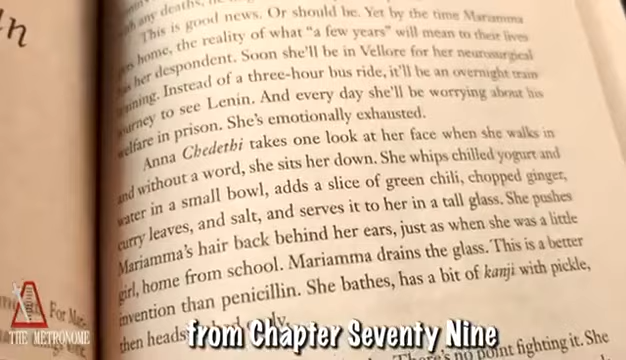 with any deaths, he
This is good news. Or should be. Yet by the time Mariamma
home, the reality of what "a few years" will mean to their lives
has her despondent. Soon she'll be in Vellore for her neurosurgical
Instead of a three-hour bus ride, it'll be an overnight train
journey to see Lenin. And every day she'll be worrying about his
welfare in prison. She's emotionally exhausted.
Anna Chedethi takes one look at her face when she walks in
and without a word, she sits her down. She whips chilled yogurt and
water in a small bowl, adds a slice of green chili, chopped ginger,
curry leaves, and salt, and serves it to her in a tall glass. She pushes
Mariamma's hair back behind her ears, just as when she was a little
girl, home from school. Mariamma drains the glass. This is a better
invention than penicillin. She bathes, has a bit of kanji with pickle,
then heads
There's no point fighting it. She
For
THE METRONOME
from Chapter Seventy Nine